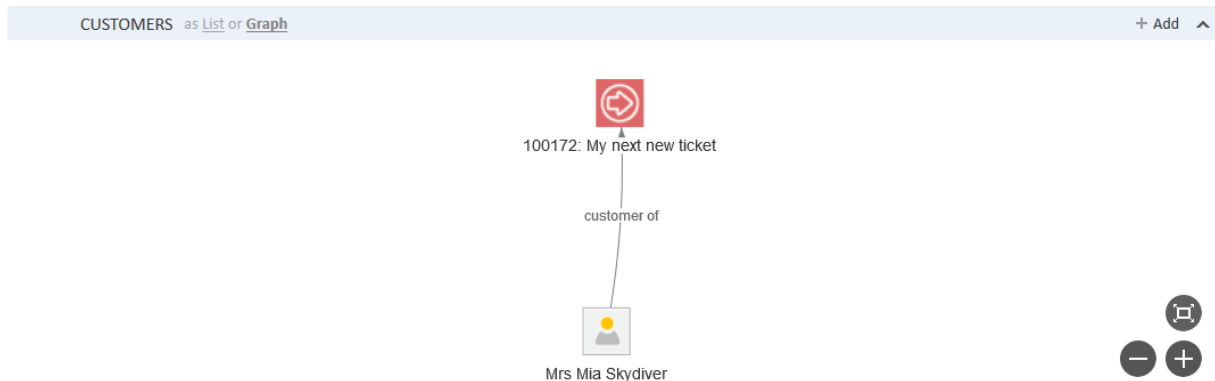 CUSTOMERS as List or Graph + Add
100172: My next new ticket
customer of
Mrs Mia Skydiver